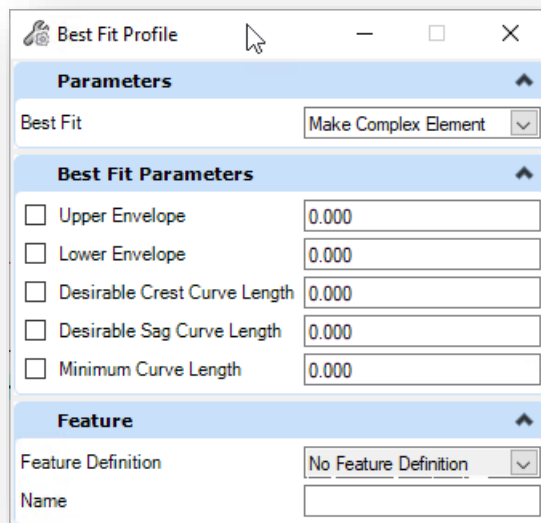 Best Fit Profile
Parameters
Best Fit Make Complex Element
Best Fit Parameters
Upper Envelope 0.000
Lower Envelope 0.000
Desirable Crest Curve Length 0.000
Desirable Sag Curve Length 0.000
Minimum Curve Length 0.000
Feature
Feature Definition No Feature Definition
Name